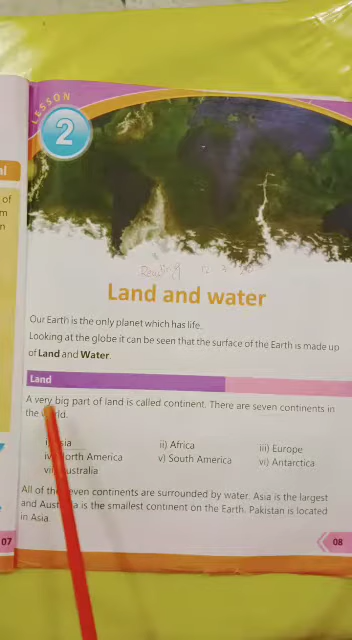 LESSON
2
Reading
Land and water
Our Earth is the only planet which has life.
Looking at the globe it can be seen that the surface of the Earth is made up
of Land and Water.
Land
A very big part of land is called continent. There are seven continents in
the world.
i) Asia ii) Africa iii) Europe
iv) North America v) South America vi) Antarctica
vii) Australia
All of the seven continents are surrounded by water. Asia is the largest
and Australia is the smallest continent on the Earth. Pakistan is located
in Asia.
07
08
of